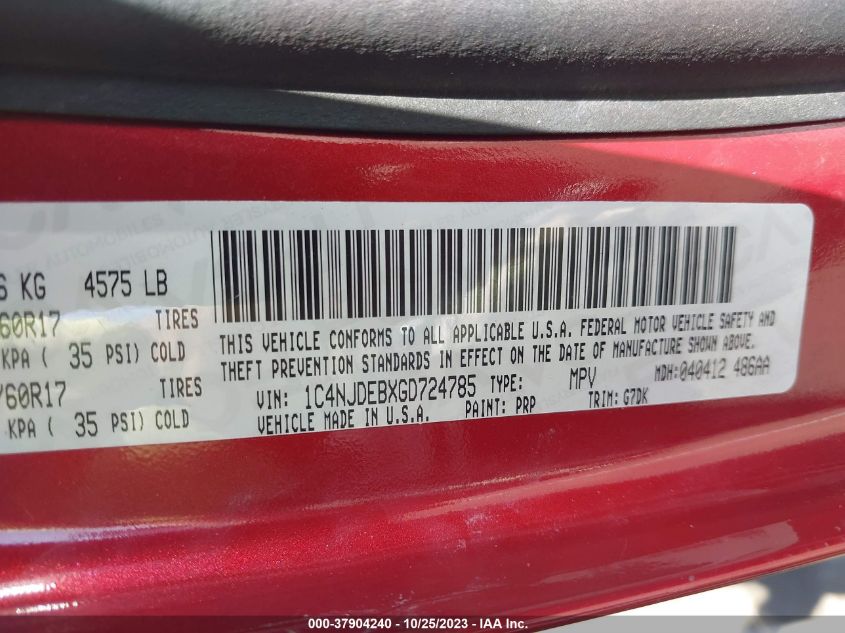 6 KG 4575 LB
/60R17 TIRES
KPA ( 35 PSI) COLD
/60R17 TIRES
KPA ( 35 PSI) COLD
THIS VEHICLE CONFORMS TO ALL APPLICABLE U.S.A. FEDERAL MOTOR VEHICLE SAFETY AND
THEFT PREVENTION STANDARDS IN EFFECT ON THE DATE OF MANUFACTURE SHOWN ABOVE.
VIN: 1C4NJDEBXGD724785 TYPE: MPV MDH:040412 486AA
VEHICLE MADE IN U.S.A. PAINT: PRP TRIM: G7DK
000-37904240 - 10/25/2023 - IAA Inc.